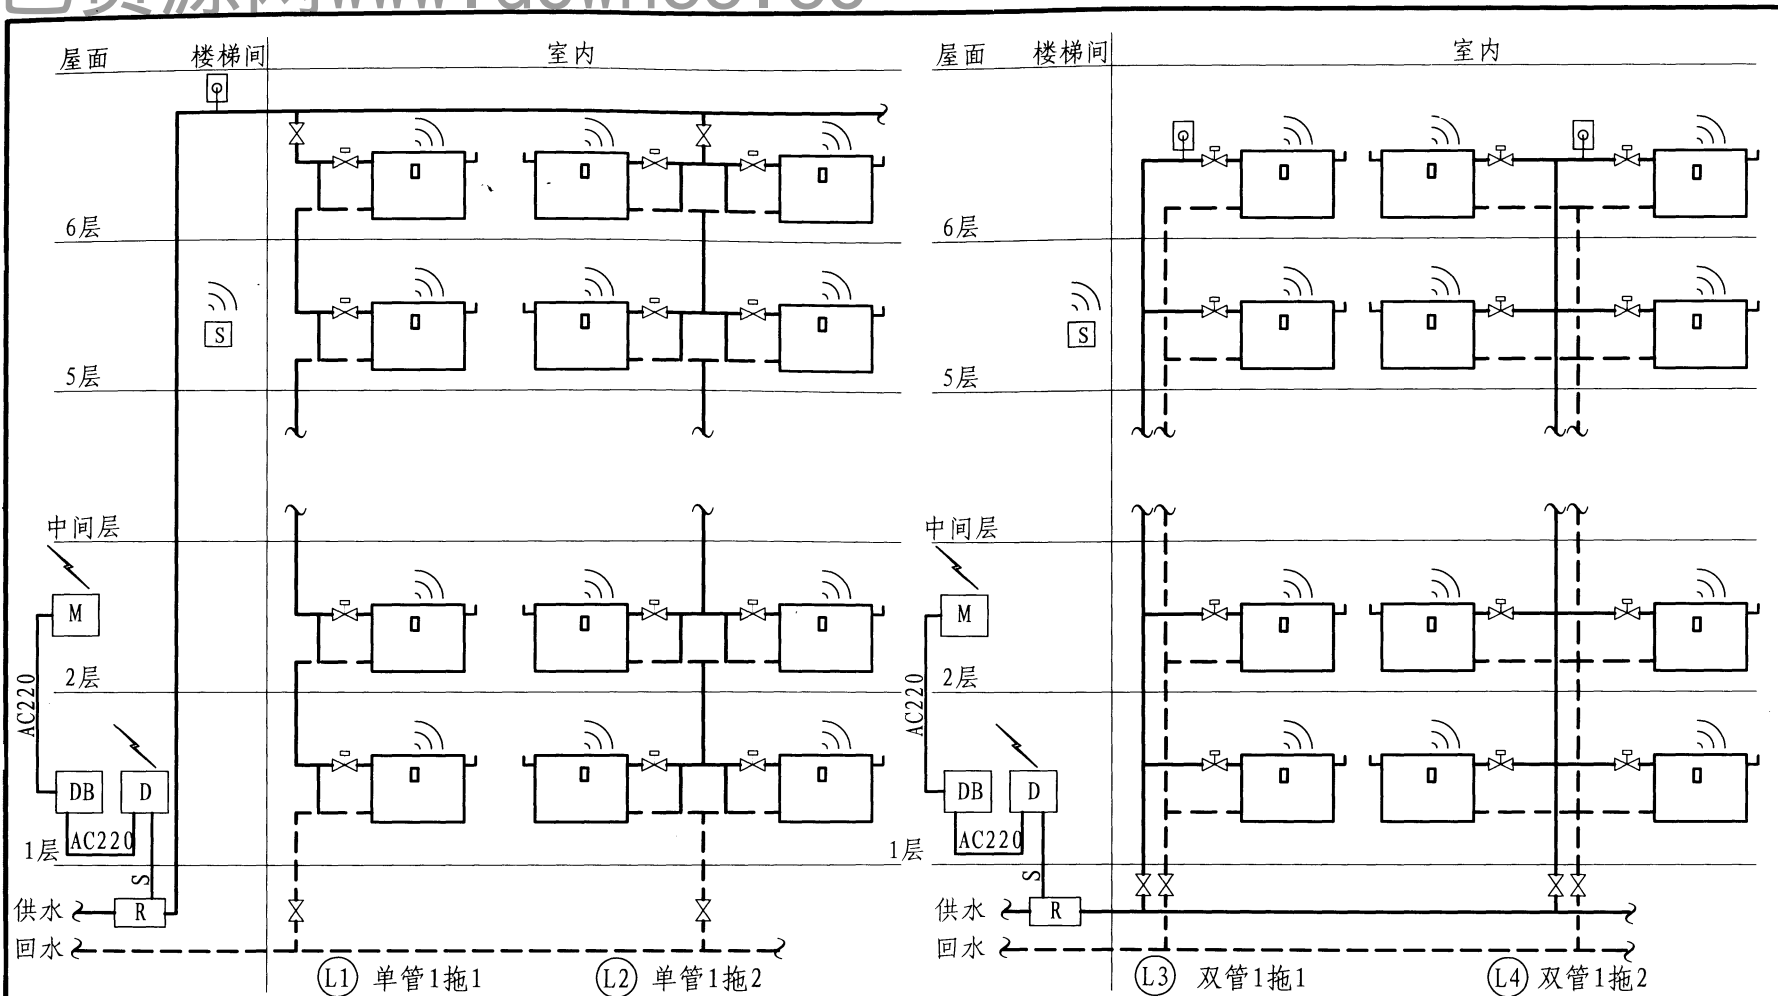 屋面 楼梯间 室内 屋面 楼梯间 室内
6层 6层
S S
5层 5层
中间层 中间层
M M
AC220 AC220
2层 2层
DB D DB D
AC220 AC220
1层 1层
S S
供水 R 供水 R
回水 回水
L1 单管1拖1 L2 单管1拖2 L3 双管1拖1 L4 双管1拖2